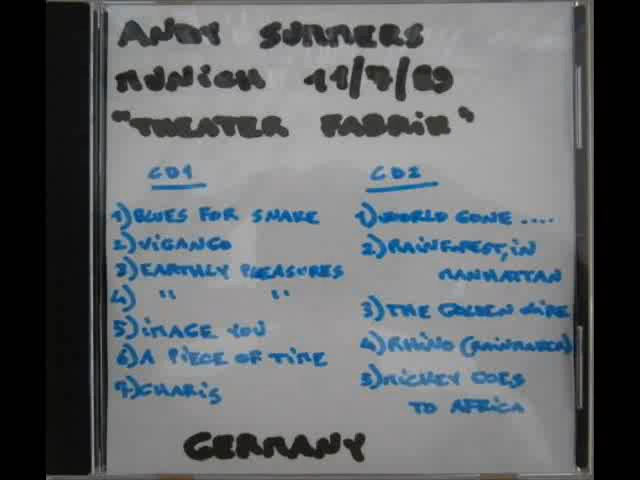 ANDY SUMMERS
MUNICH 11/7/89
"THEATER FABRIK"
CD1
1) BLUES FOR SNAKE
2) VIGANGO
3) EARTHLY PLEASURES
4) " "
5) IMAGE YOU
6) A PIECE OF TIME
7) CHARIS
CD2
1) WORLD GONE ....
2) RAINFOREST, IN
MANHATTAN
3) THE GOLDEN WIRE
4) RHINO
5) MICKEY GOES
TO AFRICA
GERMANY